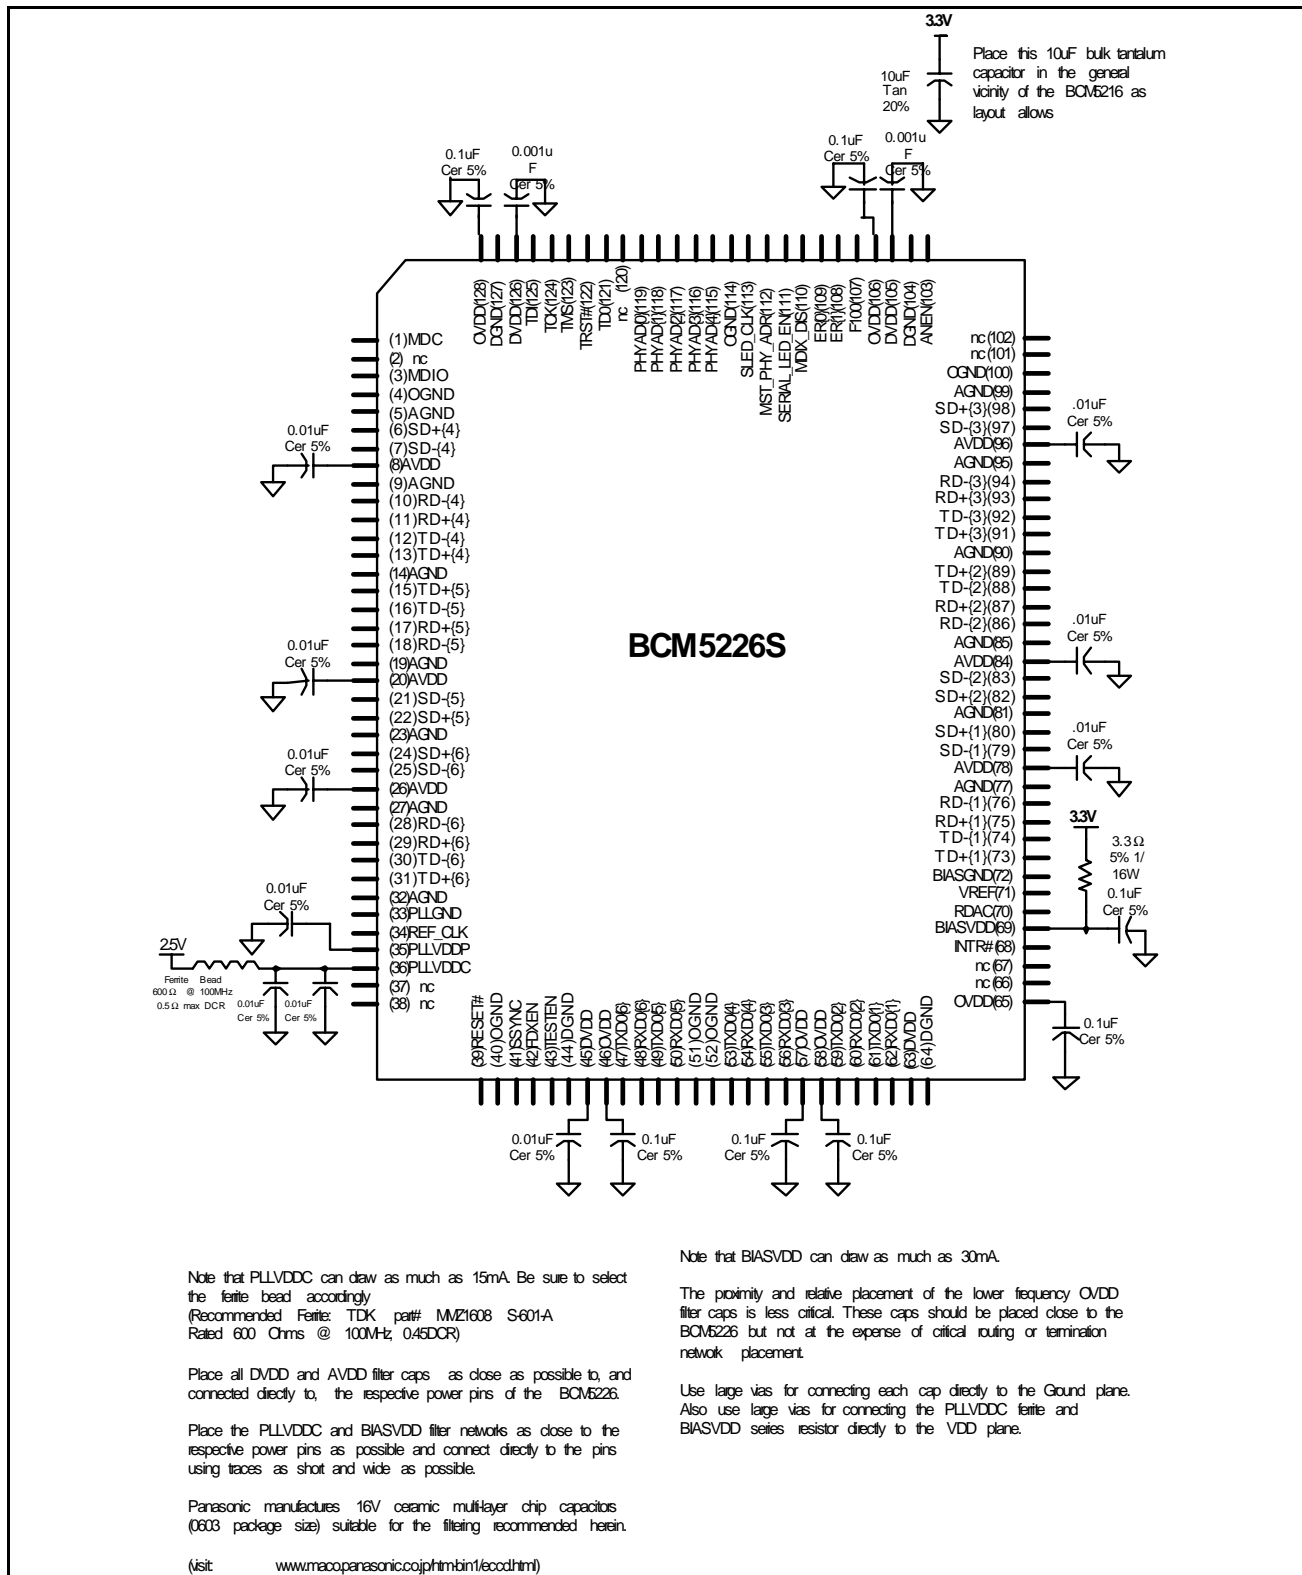 3.3V
Place this 10uF bulk tantalum
capacitor in the general
vicinity of the BCM5216 as
layout allows
10uF
Tan
20%
0.1uF
Cer 5%
0.001u
F
Cer 5%
0.1uF
Cer 5%
0.001u
F
Cer 5%
OVDD(128)
DGND(127)
DVDD(126)
TDI(125)
TCK(124)
TMS(123)
TRST#(122)
TD0(121)
nc (120)
PHYAD0(119)
PHYAD(1)(118)
PHYAD2(117)
PHYAD3(116)
PHYAD4(115)
OGND(114)
SLED_CLK(113)
MST_PHY_ADR(112)
SERIAL_LED_EN(111)
MDIX_DIS(110)
ER(0)(109)
ER(1)(108)
F100(107)
OVDD(106)
DVDD(105)
DGND(104)
ANEN(103)
(1)MDC
(2) nc
(3)MDIO
(4)OGND
(5)AGND
(6)SD+{4}
(7)SD-{4}
(8)AVDD
(9)AGND
(10)RD-{4}
(11)RD+{4}
(12)TD-{4}
(13)TD+{4}
(14)AGND
(15)TD+{5}
(16)TD-{5}
(17)RD+{5}
(18)RD-{5}
(19)AGND
(20)AVDD
(21)SD-{5}
(22)SD+{5}
(23)AGND
(24)SD+{6}
(25)SD-{6}
(26)AVDD
(27)AGND
(28)RD-{6}
(29)RD+{6}
(30)TD-{6}
(31)TD+{6}
(32)AGND
(33)PLLGND
(34)REF_CLK
(35)PLLVDDP
(36)PLLVDDC
(37) nc
(38) nc
0.01uF
Cer 5%
0.01uF
Cer 5%
0.01uF
Cer 5%
0.01uF
Cer 5%
2.5V
Ferrite Bead
600 Ω @ 100MHz
0.5 Ω max DCR
0.01uF
Cer 5%
0.01uF
Cer 5%
BCM5226S
nc(102)
nc(101)
OGND(100)
AGND(99)
SD+{3}(98)
SD-{3}(97)
AVDD(96)
AGND(95)
RD-{3}(94)
RD+{3}(93)
TD-{3}(92)
TD+{3}(91)
AGND(90)
TD+{2}(89)
TD-{2}(88)
RD+{2}(87)
RD-{2}(86)
AGND(85)
AVDD(84)
SD-{2}(83)
SD+{2}(82)
AGND(81)
SD+{1}(80)
SD-{1}(79)
AVDD(78)
AGND(77)
RD-{1}(76)
RD+{1}(75)
TD-{1}(74)
TD+{1}(73)
BIASGND(72)
VREF(71)
RDAC(70)
BIASVDD(69)
INTR#(68)
nc(67)
nc(66)
OVDD(65)
.01uF
Cer 5%
.01uF
Cer 5%
.01uF
Cer 5%
3.3V
3.3 Ω
5% 1/
16W
0.1uF
Cer 5%
0.1uF
Cer 5%
(39)RESET#
(40)OGND
(41)SSYNC
(42)FDXEN
(43)TESTEN
(44)DGND
(45)DVDD
(46)OVDD
(47)TXD0{6}
(48)RXD0{6}
(49)TXD0{5}
(50)RXD0{5}
(51)OGND
(52)OGND
(53)TXD0{4}
(54)RXD0{4}
(55)TXD0{3}
(56)RXD0{3}
(57)OVDD
(58)OVDD
(59)TXD0{2}
(60)RXD0{2}
(61)TXD0{1}
(62)RXD0{1}
(63)DVDD
(64)DGND
0.01uF
Cer 5%
0.1uF
Cer 5%
0.1uF
Cer 5%
0.1uF
Cer 5%
Note that PLLVDDC can draw as much as 15mA. Be sure to select
the ferrite bead accordingly
(Recommended Ferrite: TDK part# MMZ1608 S-601-A
Rated 600 Ohms @ 100MHz, 0.45DCR)
Place all DVDD and AVDD filter caps as close as possible to, and
connected directly to, the respective power pins of the BCM5226.
Place the PLLVDDC and BIASVDD filter networks as close to the
respective power pins as possible and connect directly to the pins
using traces as short and wide as possible.
Panasonic manufactures 16V ceramic multi-layer chip capacitors
(0603 package size) suitable for the filtering recommended herein.
(visit: www.maco.panasonic.co.jp/htm-bin1/eccd.html)
Note that BIASVDD can draw as much as 30mA.
The proximity and relative placement of the lower frequency OVDD
filter caps is less critical. These caps should be placed close to the
BCM5226 but not at the expense of critical routing or termination
network placement.
Use large vias for connecting each cap directly to the Ground plane.
Also use large vias for connecting the PLLVDDC ferrite and
BIASVDD series resistor directly to the VDD plane.